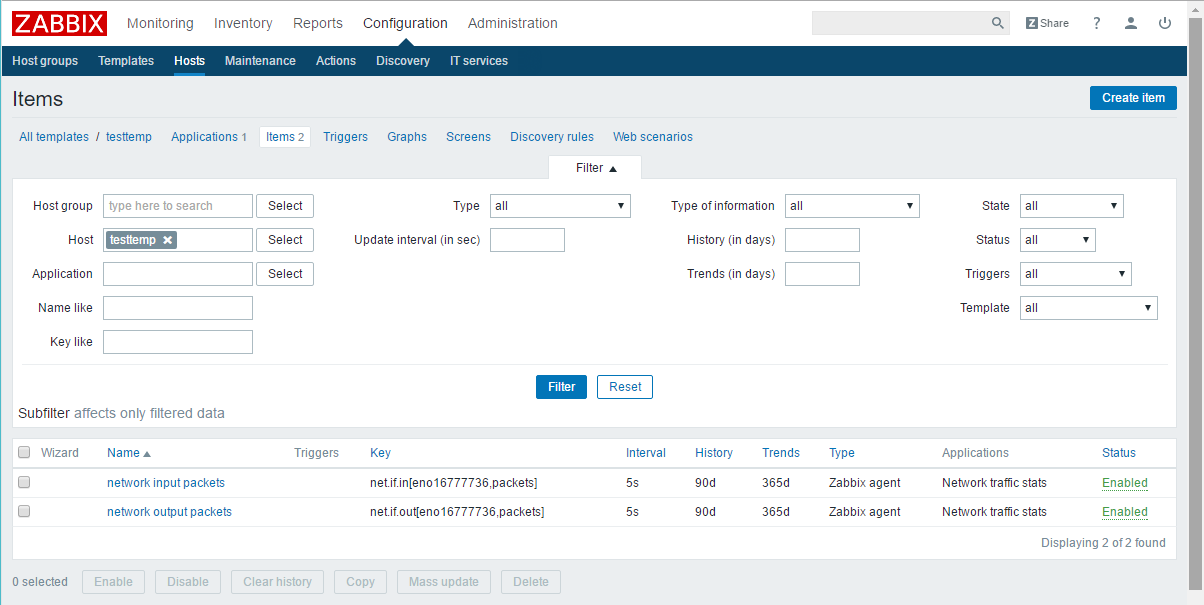 ZABBIX Monitoring Inventory Reports Configuration Administration Z Share ?
Host groups Templates Hosts Maintenance Actions Discovery IT services
Items Create item
All templates / testtemp Applications 1 Items 2 Triggers Graphs Screens Discovery rules Web scenarios
Filter ▲
Host group type here to search Select Type all Type of information all State all
Host testtemp ✖ Select Update interval (in sec) History (in days) Status all
Application Select Trends (in days) Triggers all
Name like Template all
Key like
Filter Reset
Subfilter affects only filtered data
Wizard Name ▲ Triggers Key Interval History Trends Type Applications Status
network input packets net.if.in[eno16777736,packets] 5s 90d 365d Zabbix agent Network traffic stats Enabled
network output packets net.if.out[eno16777736,packets] 5s 90d 365d Zabbix agent Network traffic stats Enabled
Displaying 2 of 2 found
0 selected Enable Disable Clear history Copy Mass update Delete